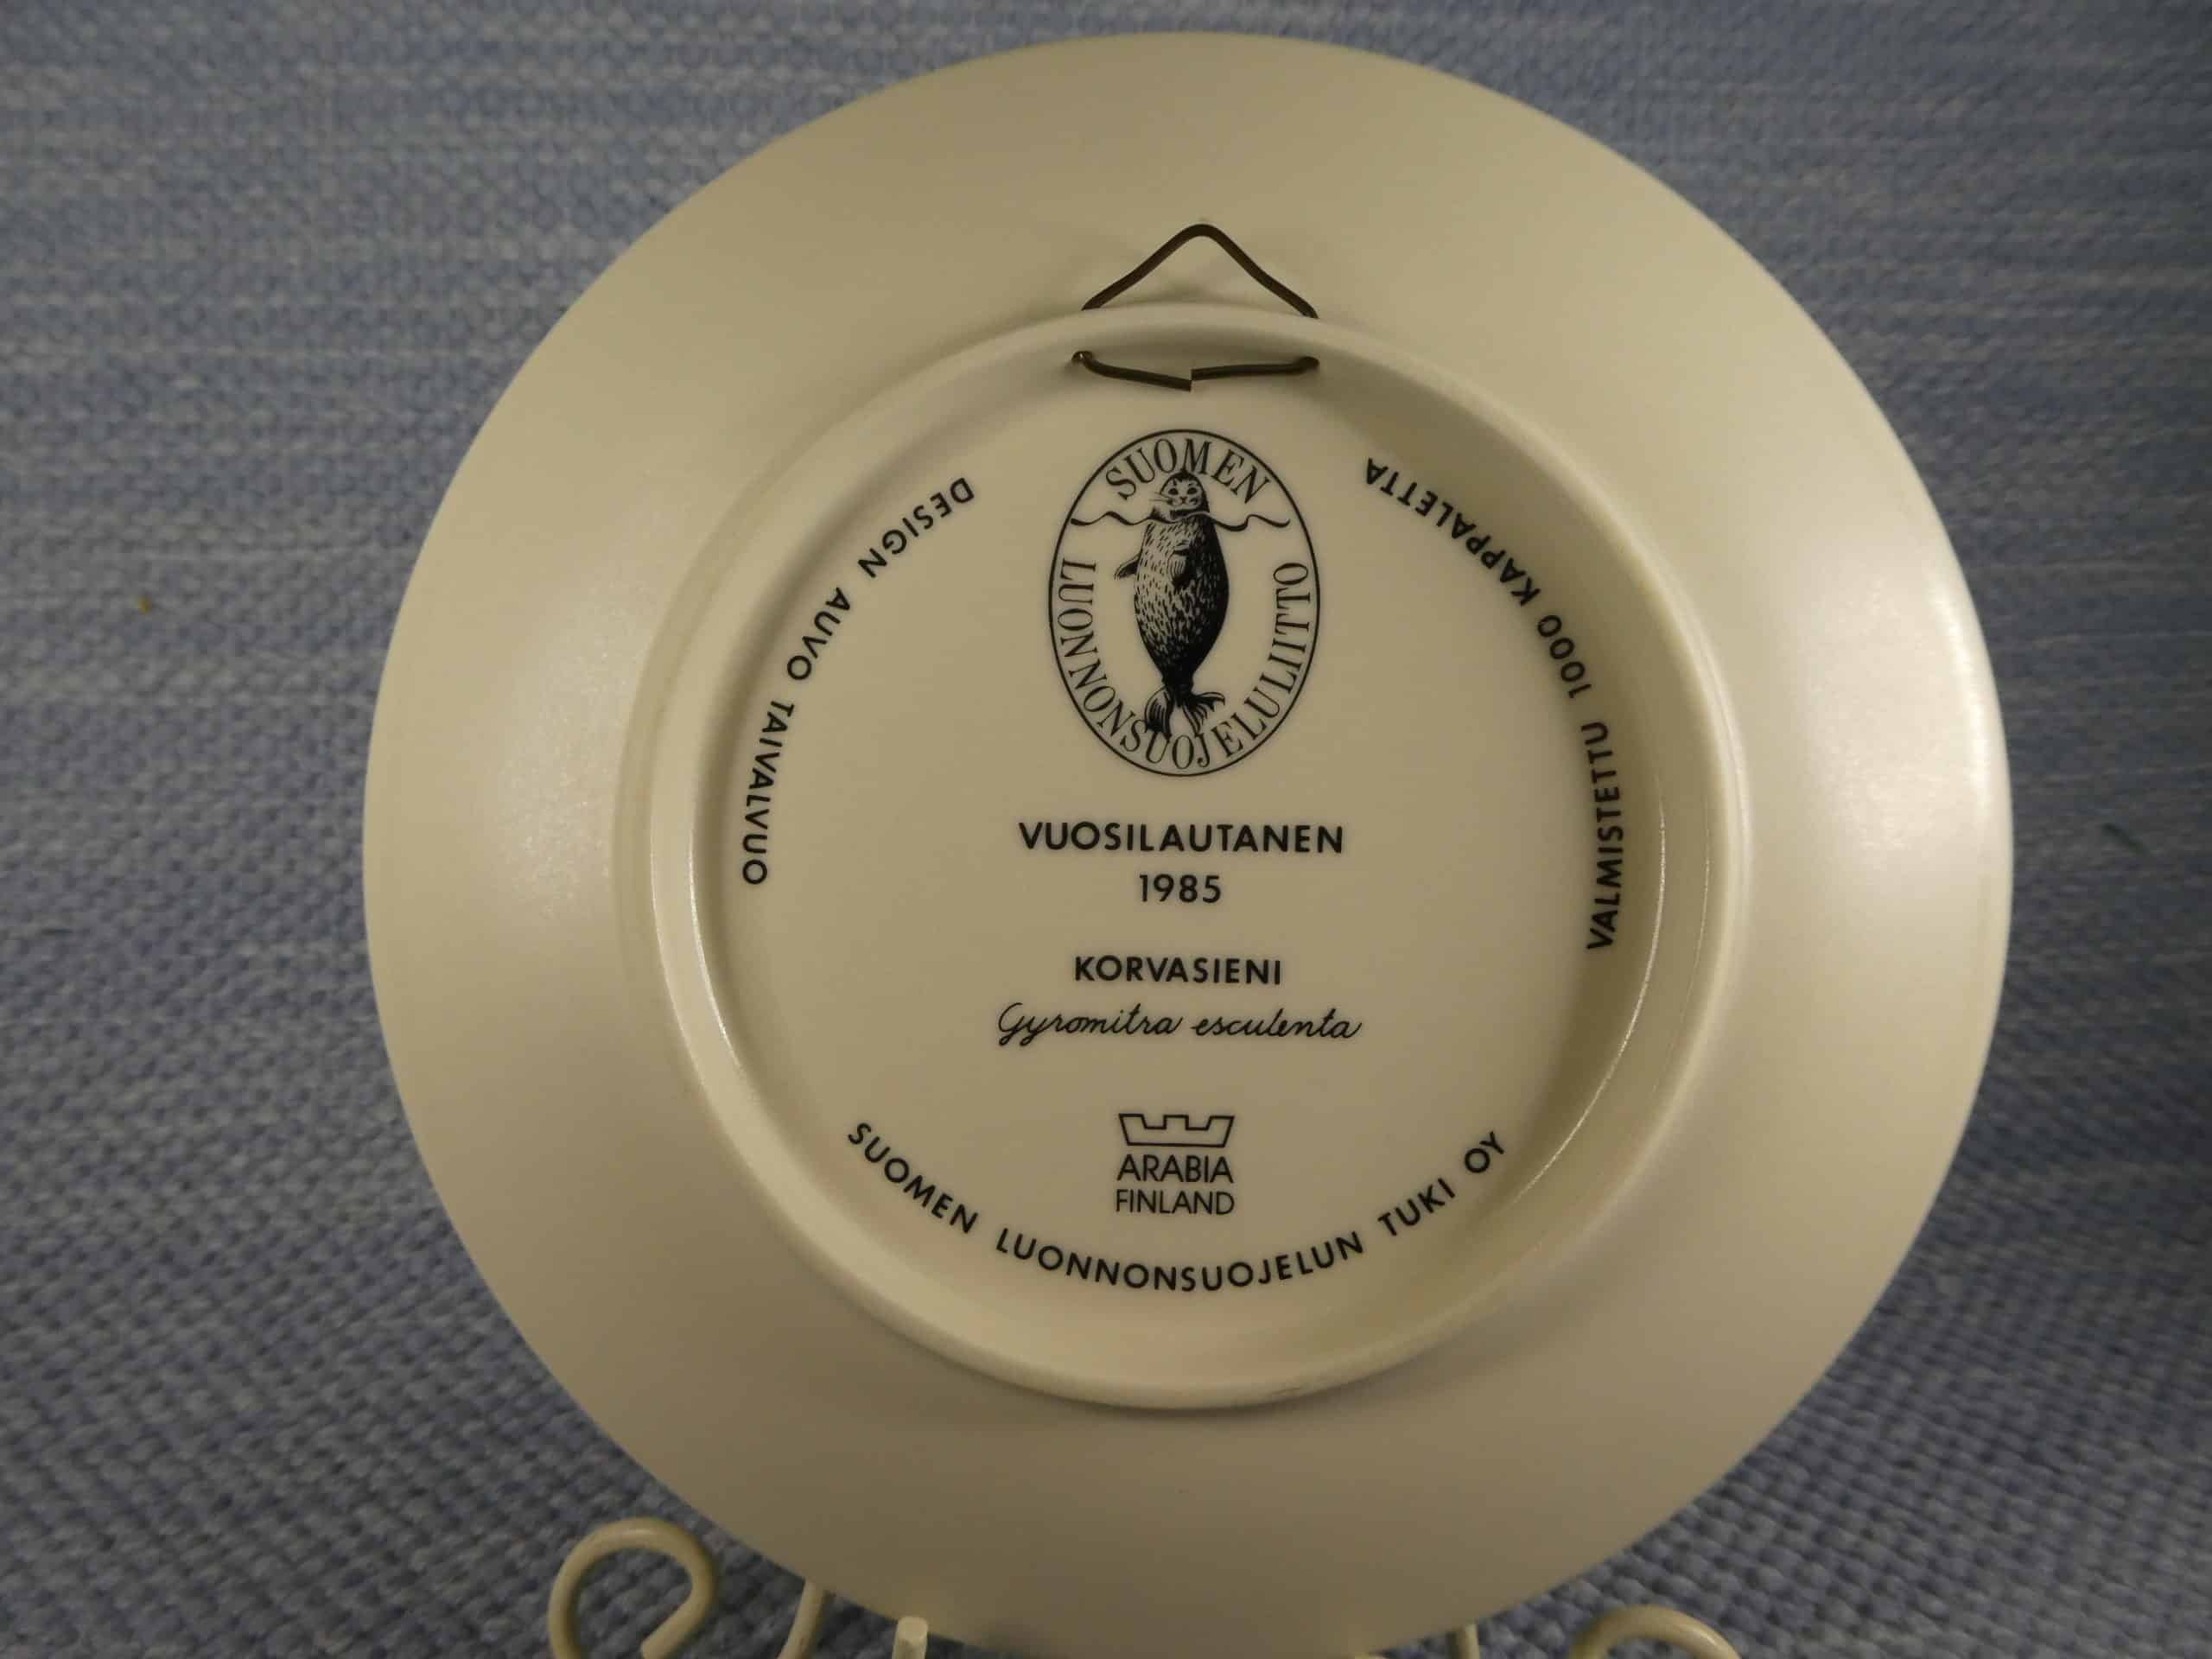 SUOMEN
LUONNONSUOJELULIITTO
DESIGN AUVO TAIVALVUO
VALMISTETTU 1000 KAPPALETTA
VUOSILAUTANEN
1985
KORVASIENI
Gyromitra esculenta
ARABIA
FINLAND
SUOMEN LUONNONSUOJELUN TUKI OY